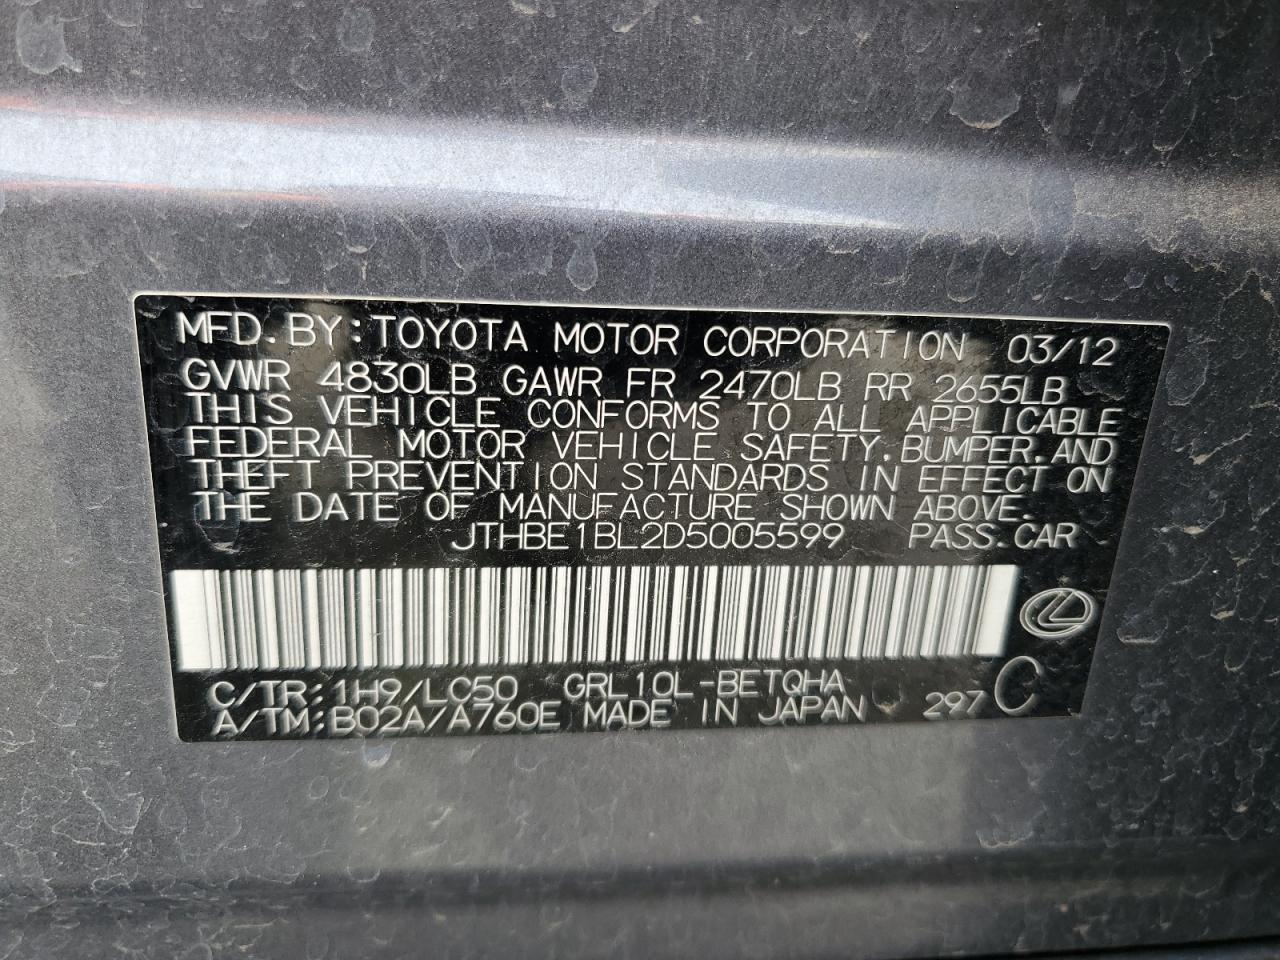 MFD. BY: TOYOTA MOTOR CORPORATION 03/12
GVWR 4830LB GAWR FR 2470LB RR 2655LB
THIS VEHICLE CONFORMS TO ALL APPLICABLE
FEDERAL MOTOR VEHICLE SAFETY, BUMPER, AND
THEFT PREVENTION STANDARDS IN EFFECT ON
THE DATE OF MANUFACTURE SHOWN ABOVE.
JTHBE1BL2D5005599 PASS. CAR
C/TR: 1H9/LC50 GRL10L-BETQHA
A/TM: B02A/A760E MADE IN JAPAN 297 C